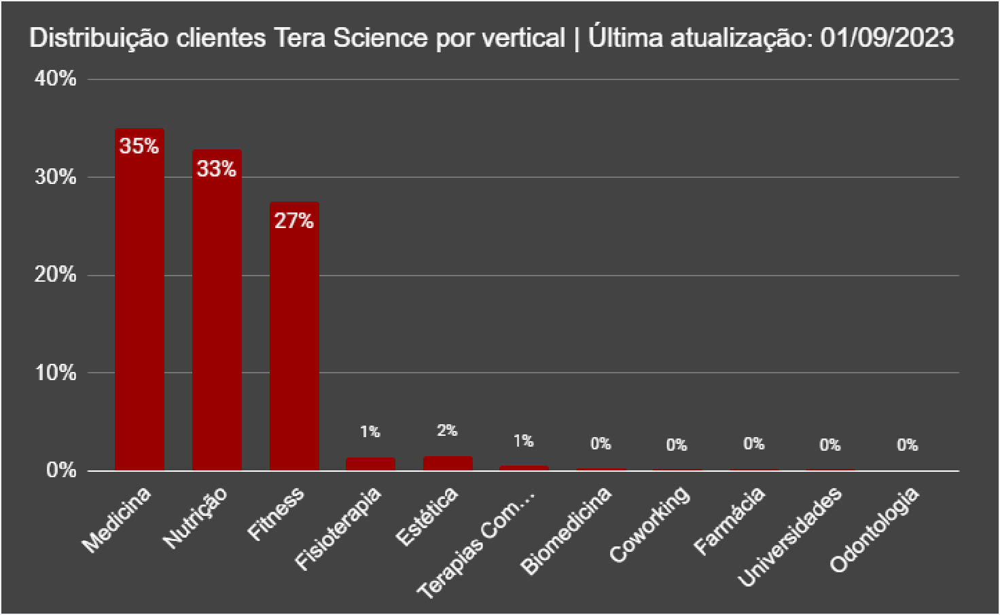 Distribuição clientes Tera Science por vertical | Última atualização: 01/09/2023
40%
30%
20%
10%
0%
35%
33%
27%
1%
2%
1%
0%
0%
0%
0%
0%
Medicina
Nutrição
Fitness
Fisioterapia
Estética
Terapias Com...
Biomedicina
Coworking
Farmácia
Universidades
Odontologia